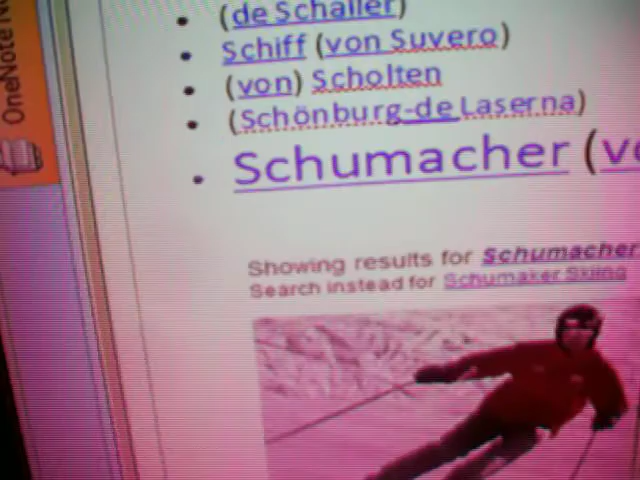 OneNote
(de Schaller)
Schiff (von Suvero)
(von) Scholten
(Schönburg-de Laserna)
Schumacher (
Showing results for Schumacher
Search instead for Schumaker Skiing